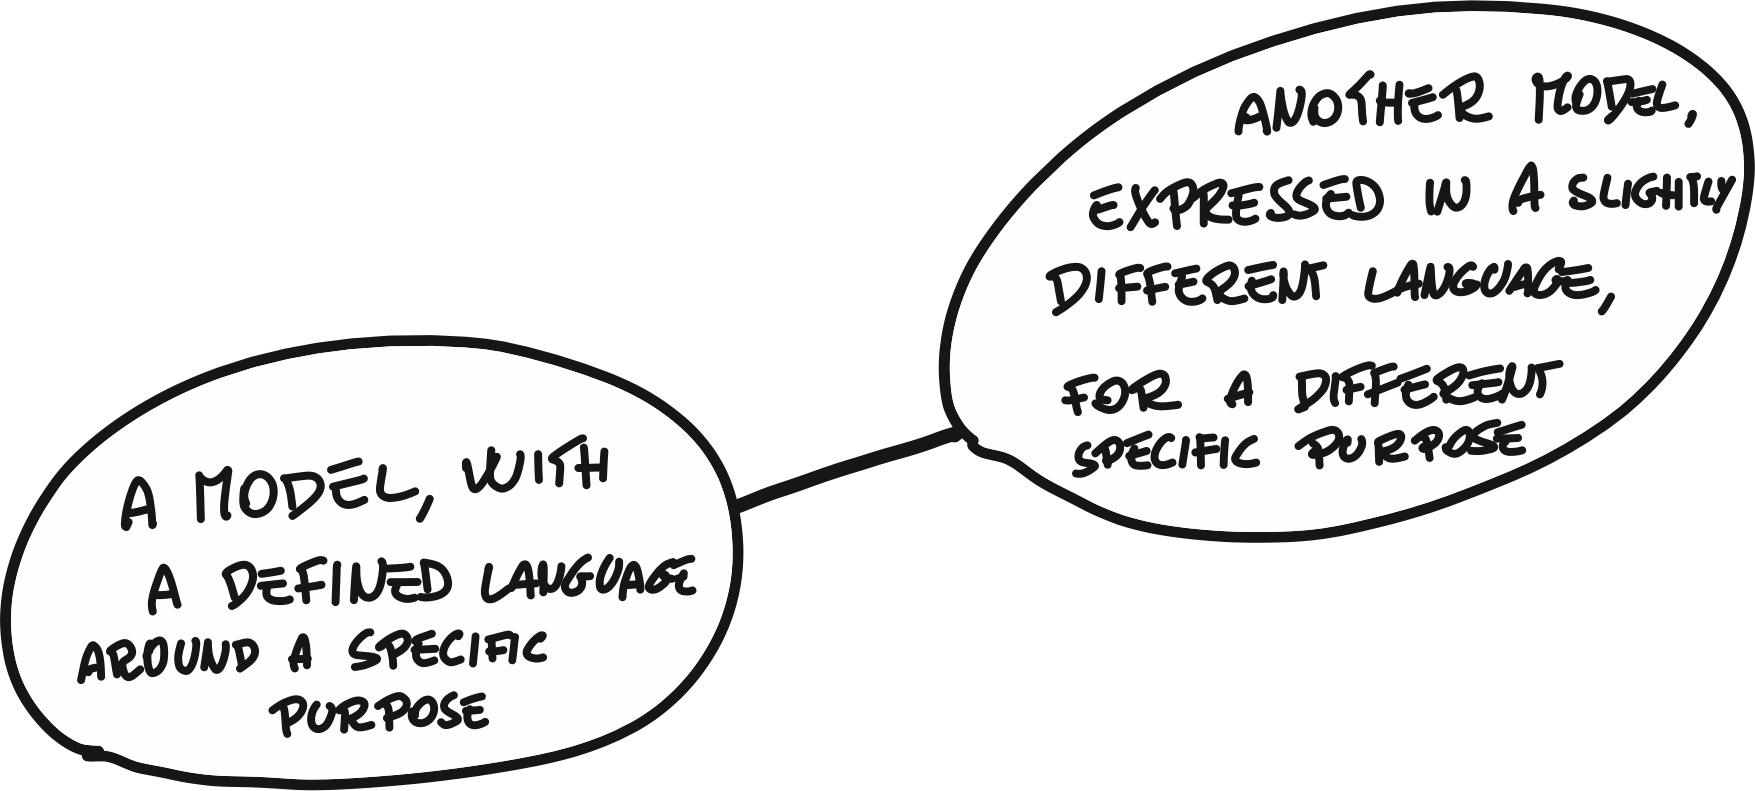 A MODEL, WITH
A DEFINED LANGUAGE
AROUND A SPECIFIC
PURPOSE
ANOTHER MODEL,
EXPRESSED IN A SLIGHTLY
DIFFERENT LANGUAGE,
FOR A DIFFERENT
SPECIFIC PURPOSE